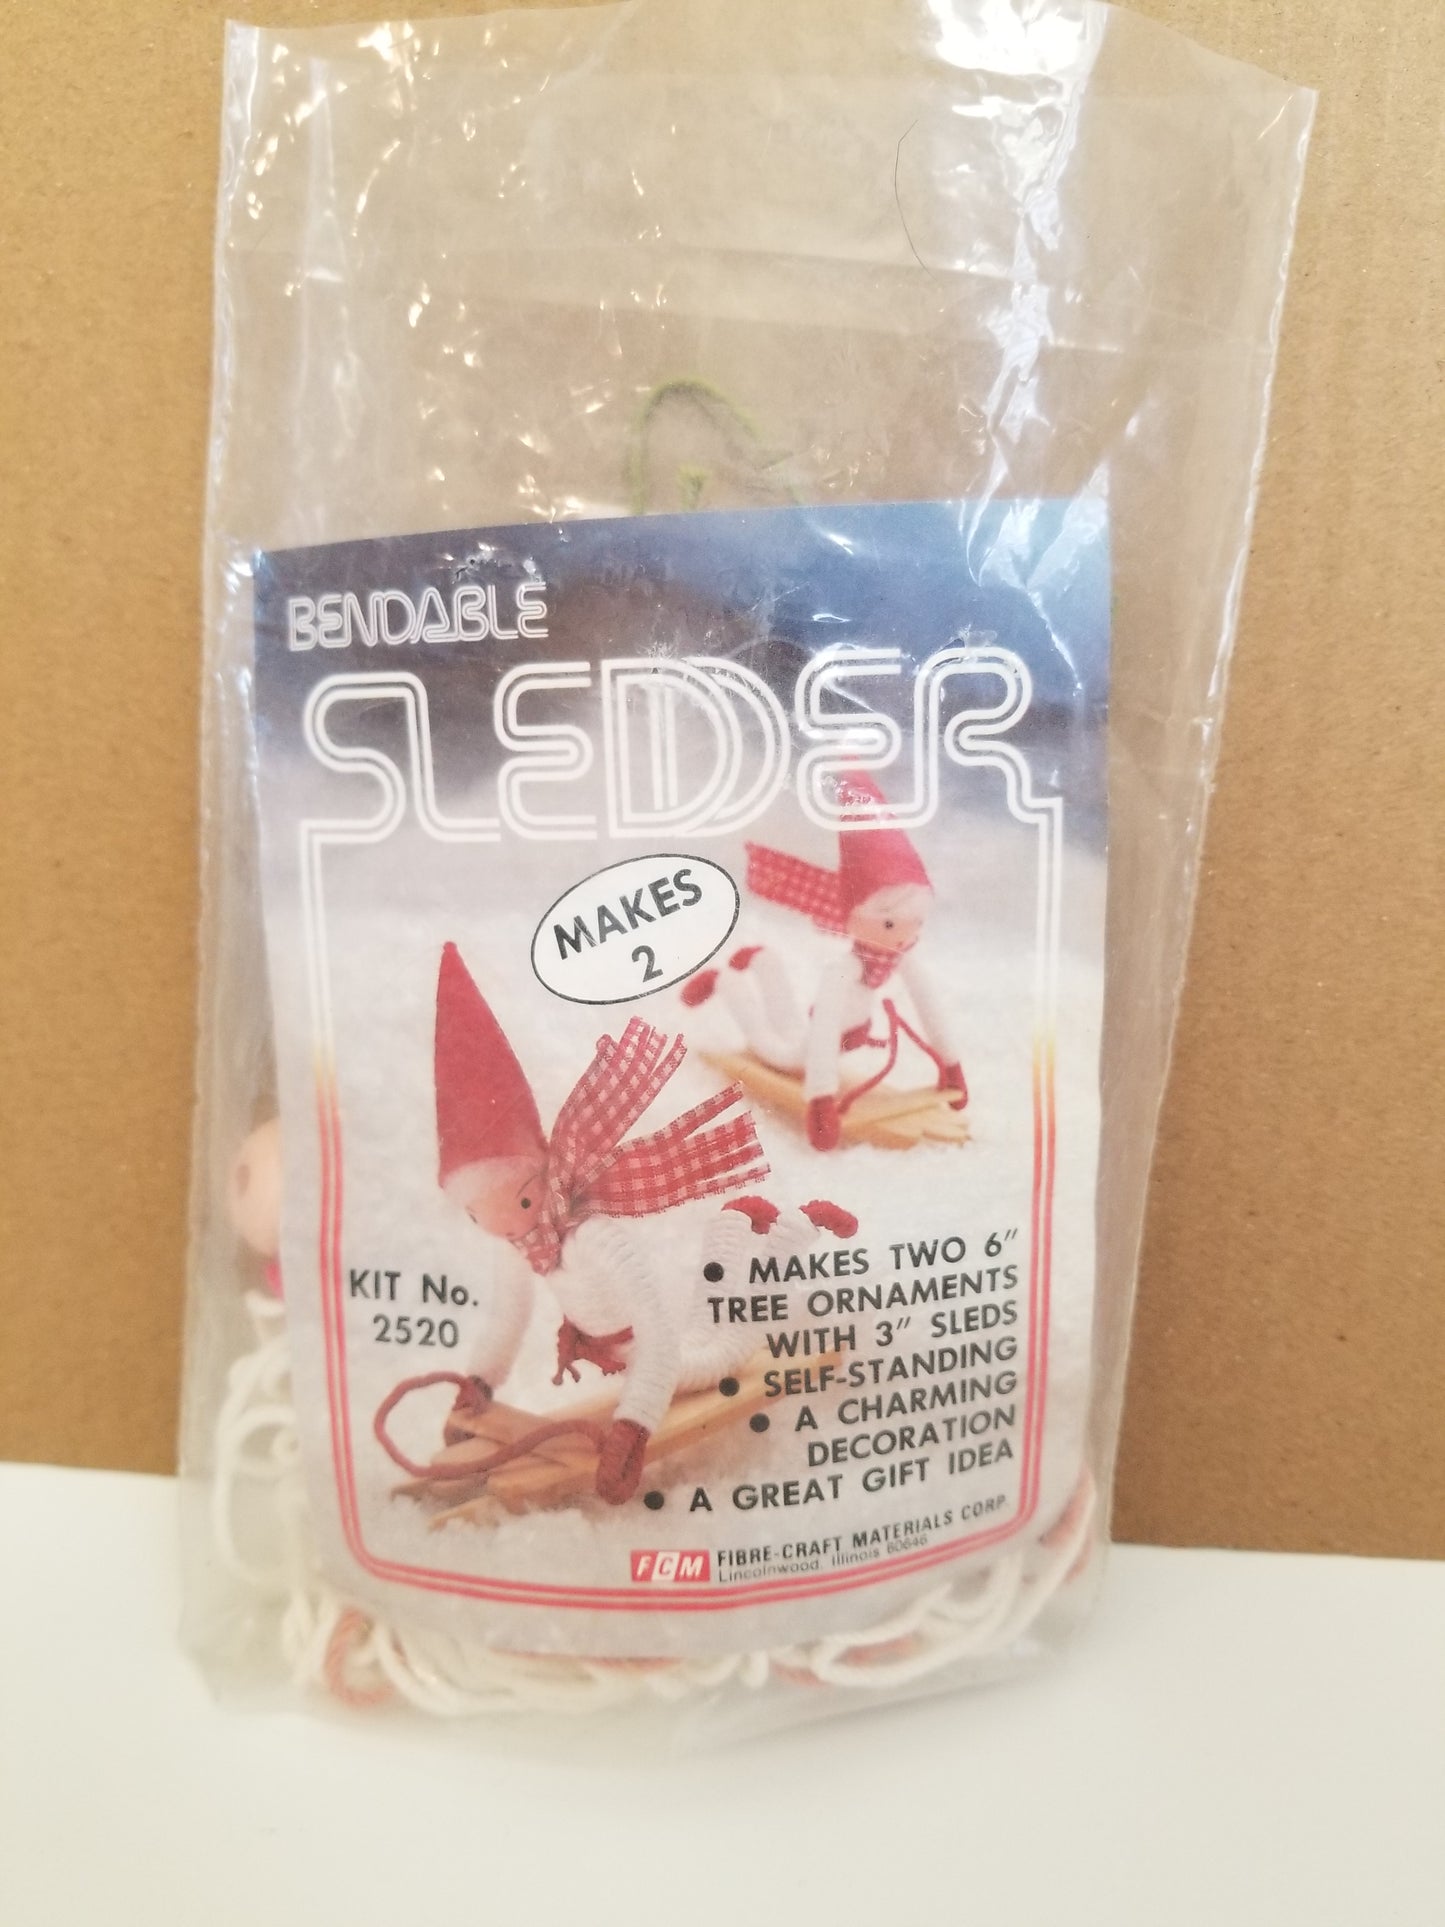 BENDABLE
SLEDDER
MAKES
2
KIT No.
2520
• MAKES TWO 6"
TREE ORNAMENTS
WITH 3" SLEDS
• SELF-STANDING
• A CHARMING
DECORATION
• A GREAT GIFT IDEA
FCM FIBRE-CRAFT MATERIALS CORP.
Lincolnwood, Illinois 60646